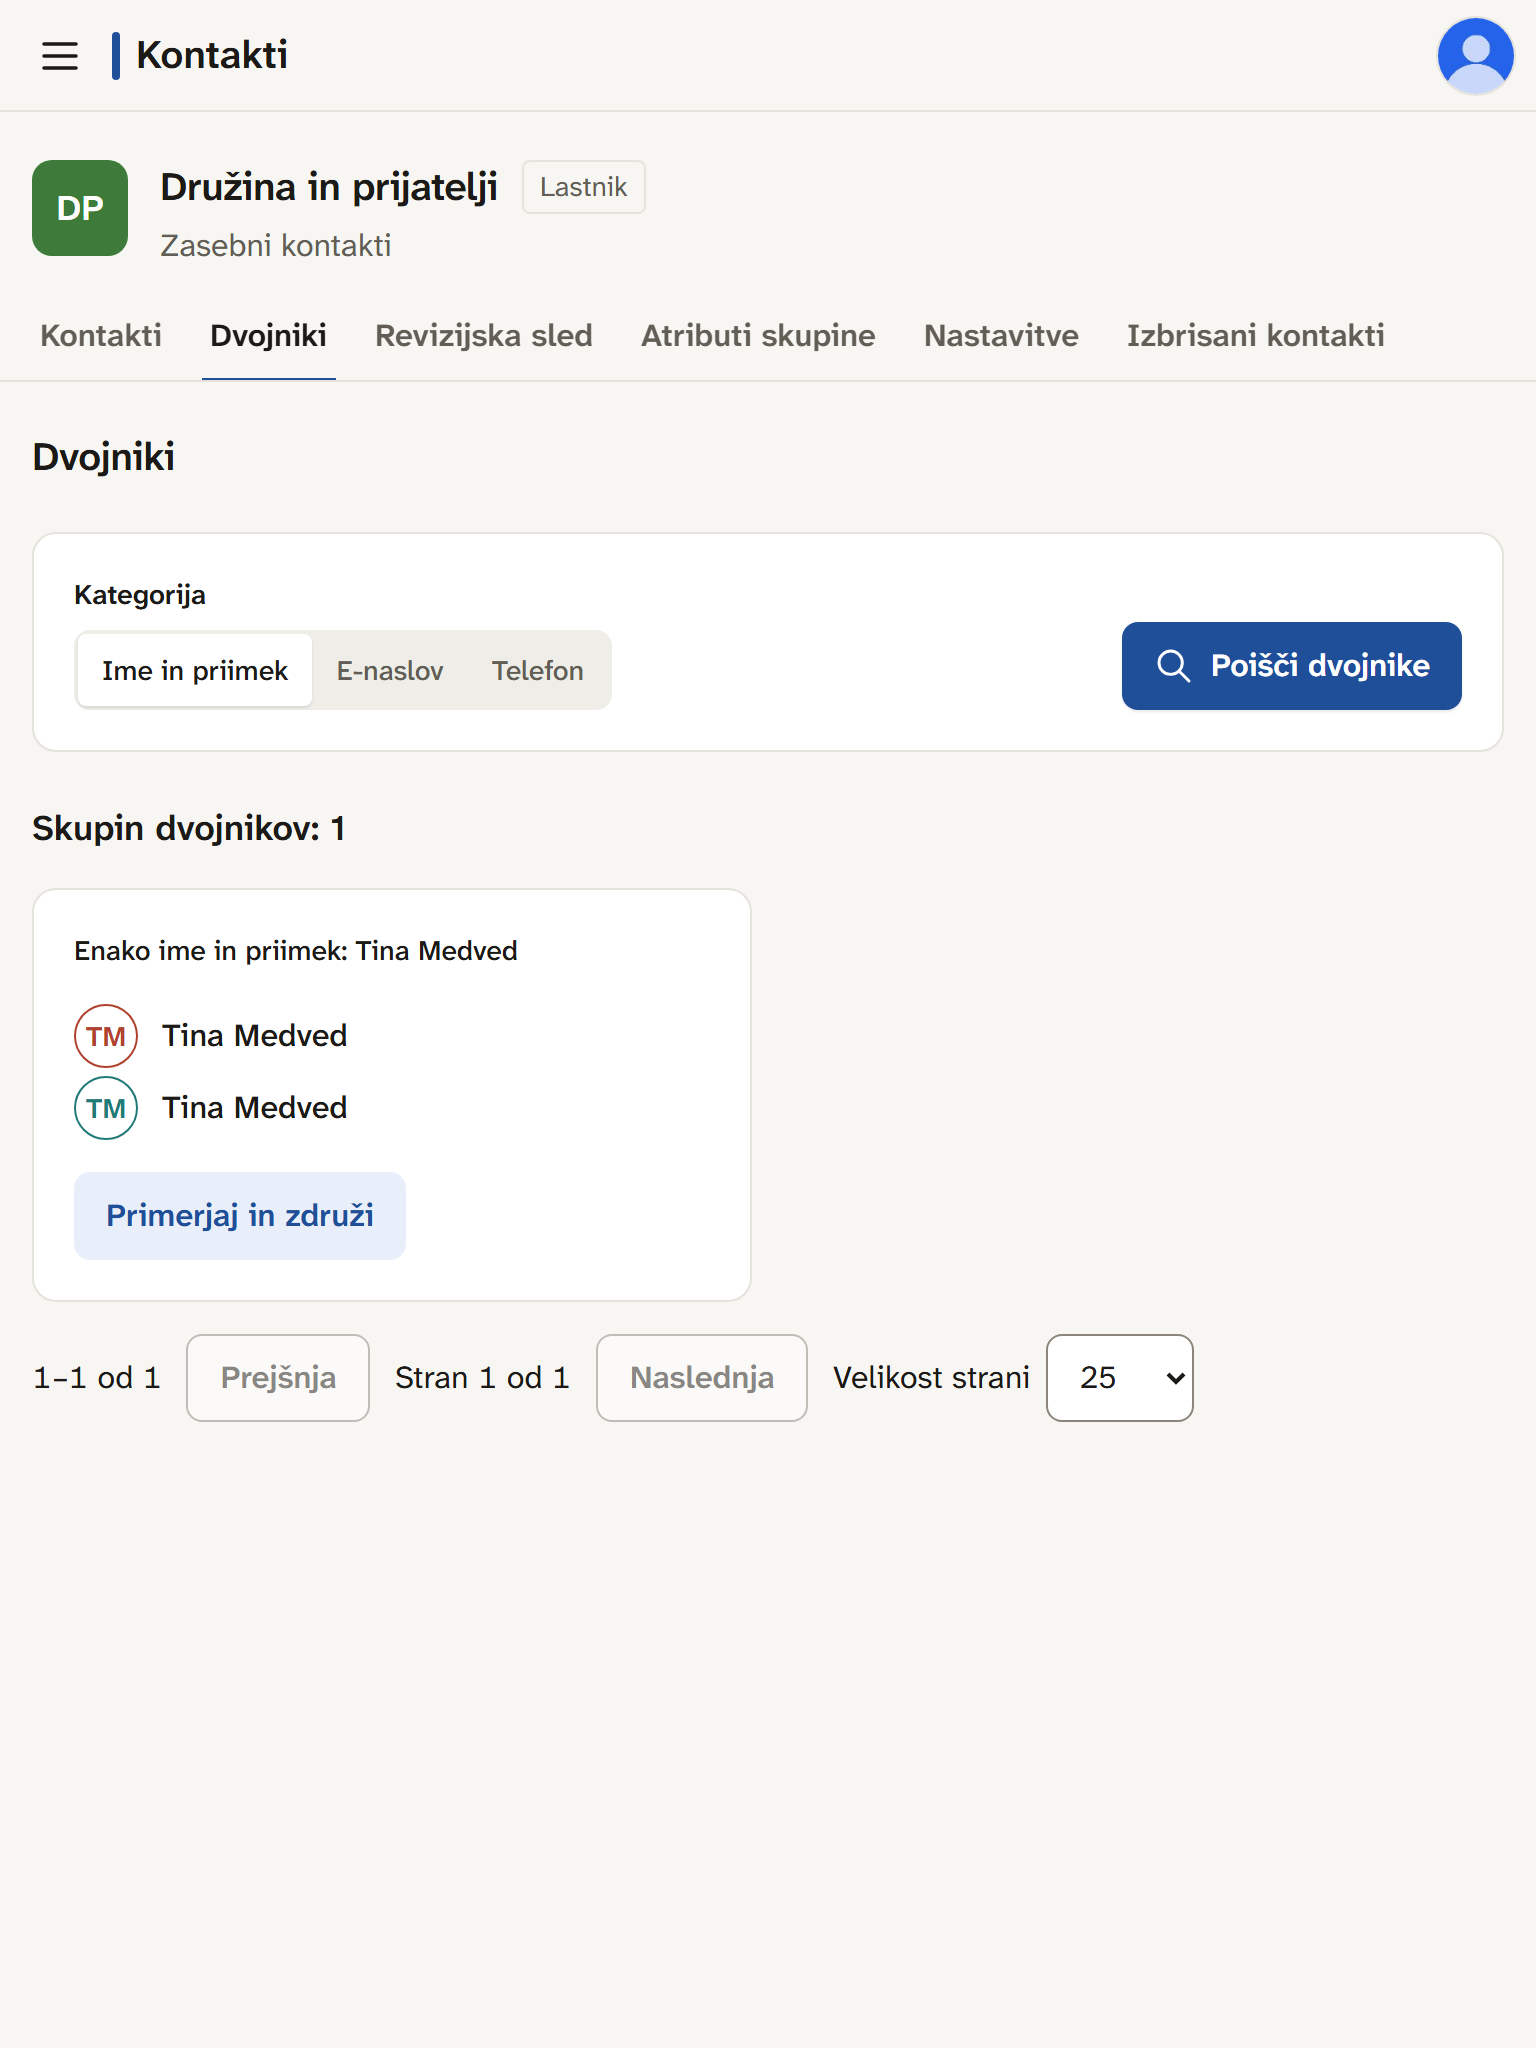 Kontakti
DP
Družina in prijatelji
Lastnik
Zasebni kontakti
Kontakti
Dvojniki
Revizijska sled
Atributi skupine
Nastavitve
Izbrisani kontakti
Dvojniki
Kategorija
Ime in priimek
E-naslov
Telefon
Poišči dvojnike
Skupin dvojnikov: 1
Enako ime in priimek: Tina Medved
TM
Tina Medved
TM
Tina Medved
Primerjaj in združi
1–1 od 1
Prejšnja
Stran 1 od 1
Naslednja
Velikost strani
25